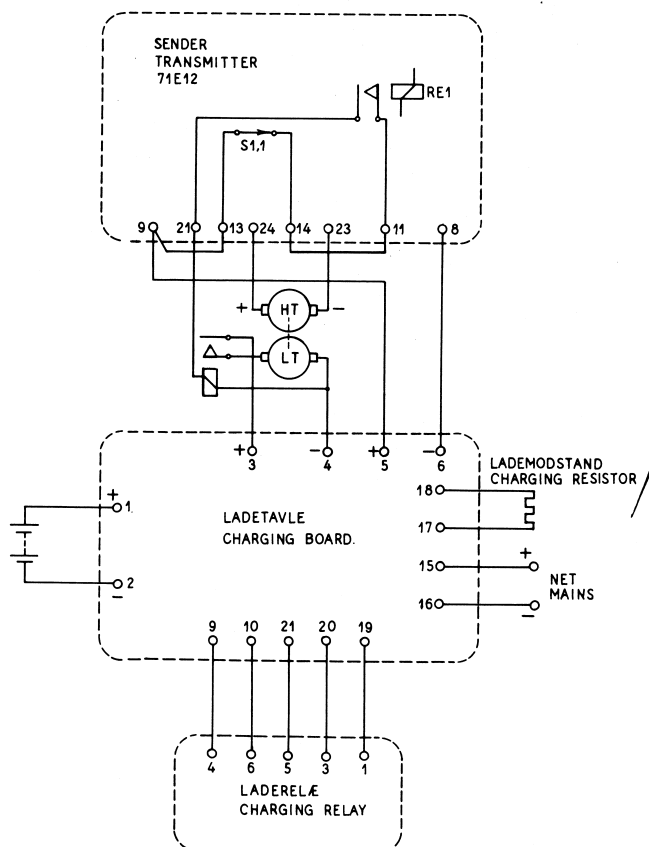 SENDER
TRANSMITTER
71E12
RE1
S1,1
9 21 13 24 14 23 11 8
+ HT −
LT
+ − + −
3 4 5 6
LADEMODSTAND
CHARGING RESISTOR
18
+
1
LADETAVLE
CHARGING BOARD.
17
15 +
NET
MAINS
2
−
16 −
9 10 21 20 19
4 6 5 3 1
LADERELÆ
CHARGING RELAY